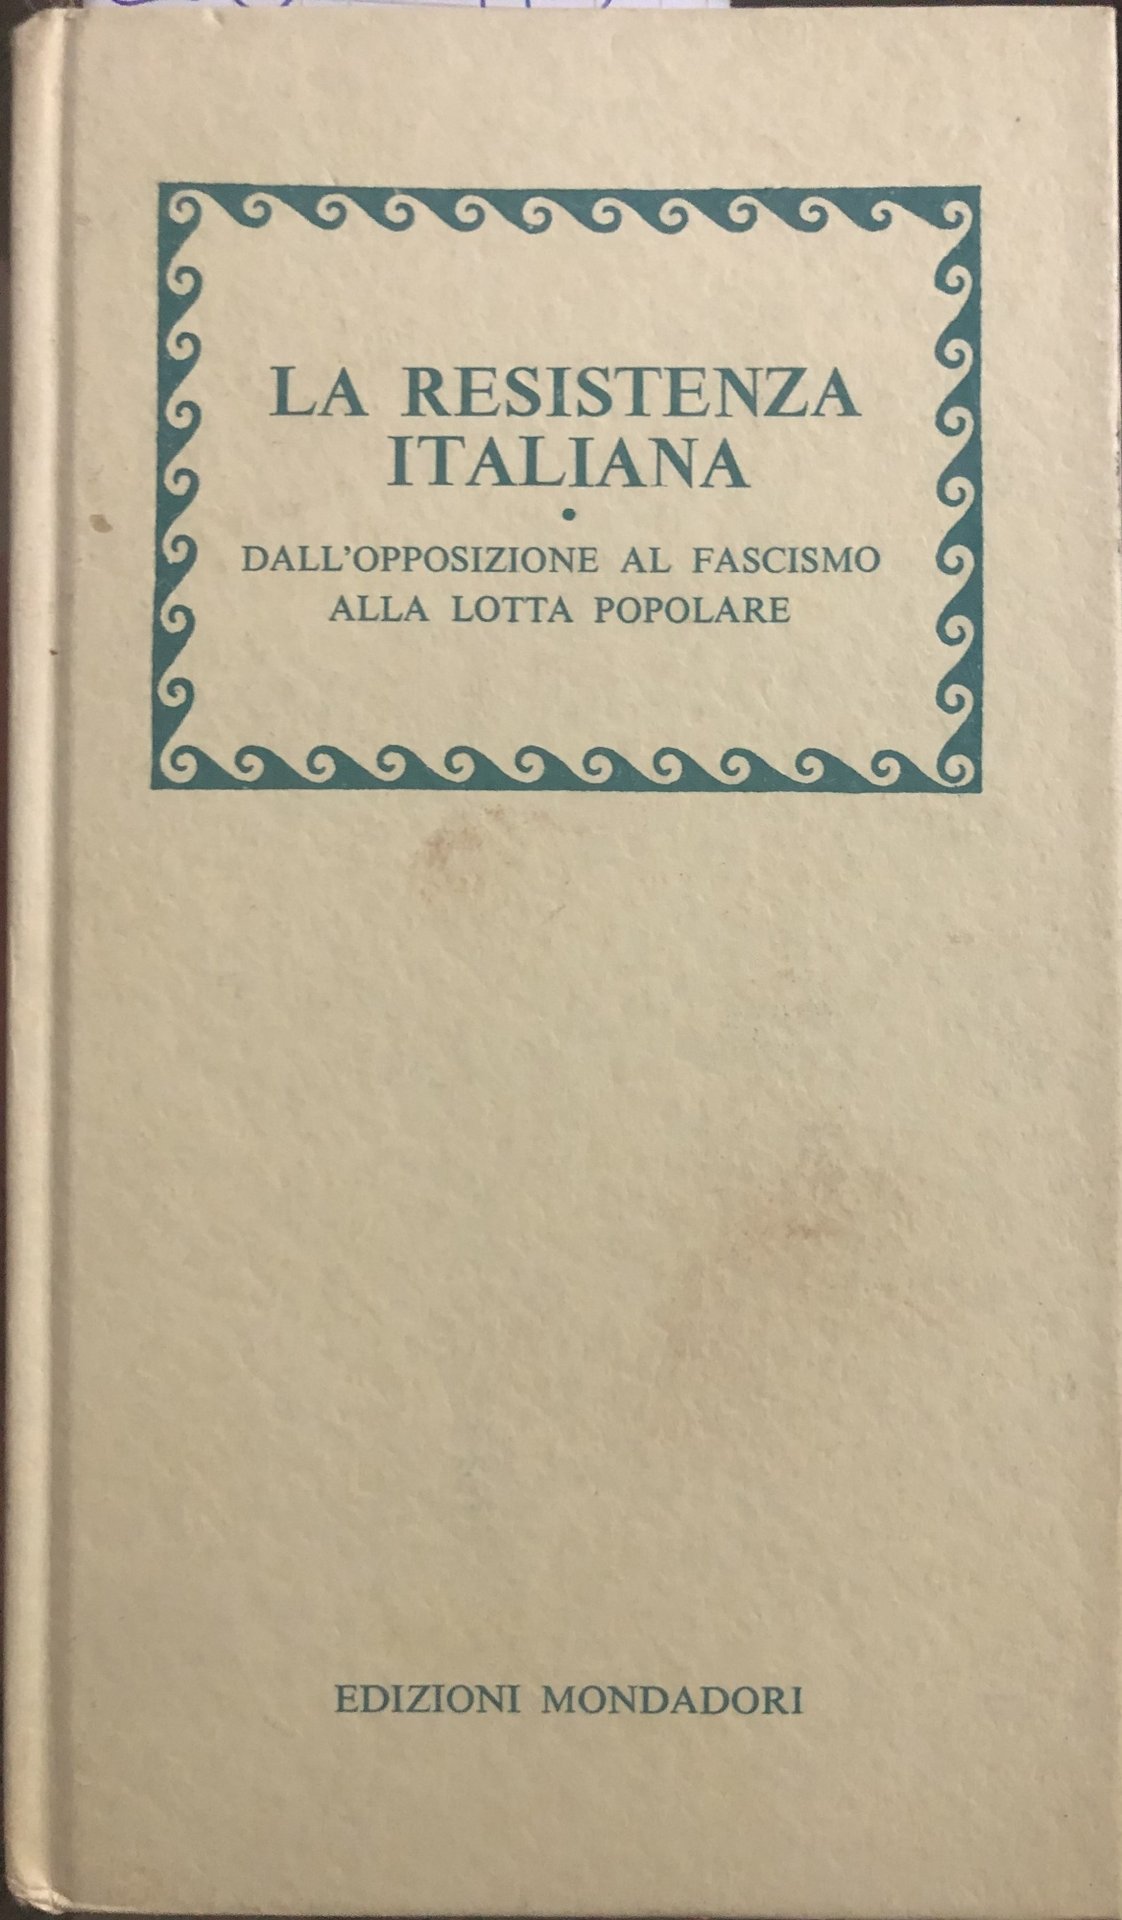 LA RESISTENZA
ITALIANA
•
DALL'OPPOSIZIONE AL FASCISMO
ALLA LOTTA POPOLARE
EDIZIONI MONDADORI